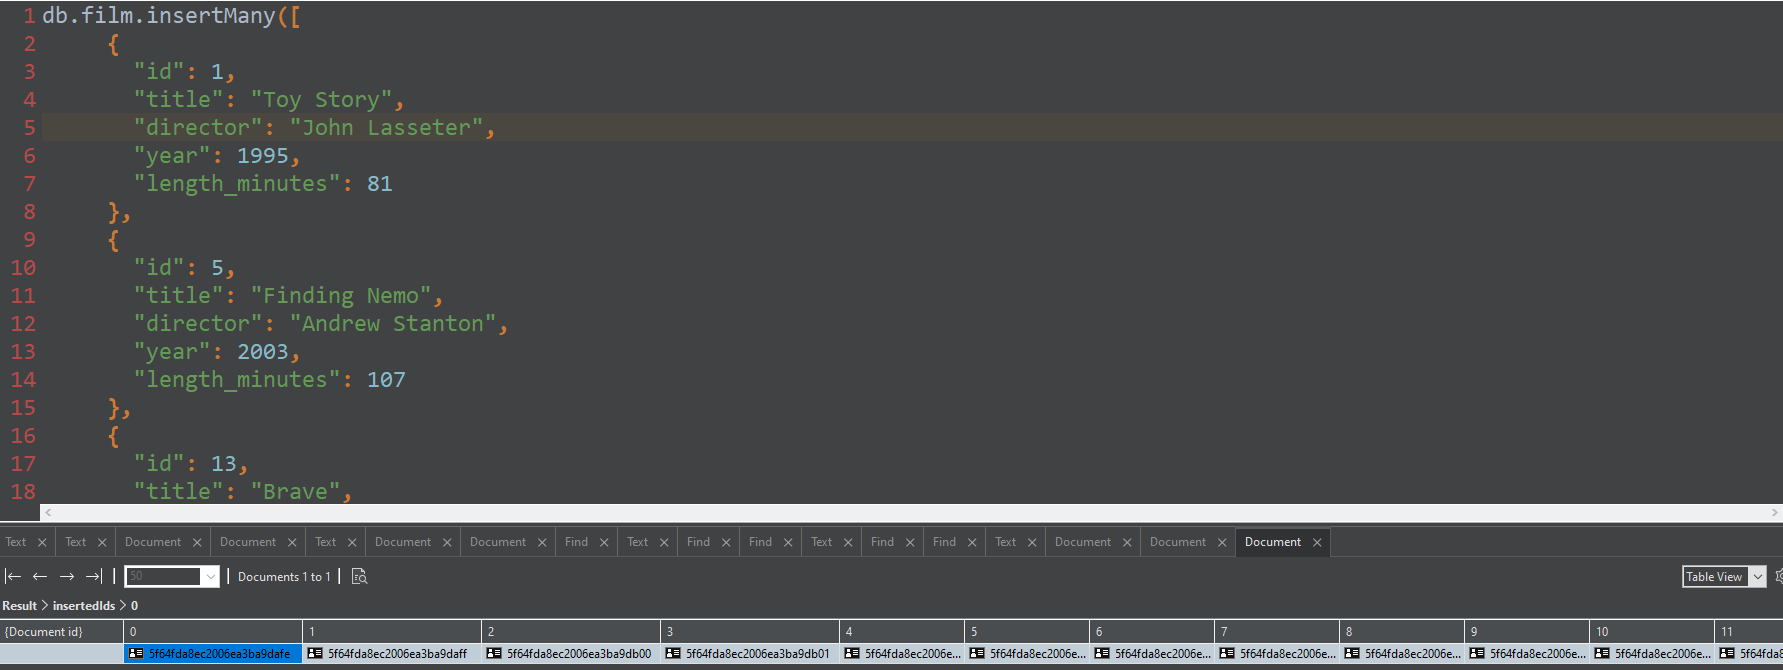 1 db.film.insertMany([
2 {
3 "id": 1,
4 "title": "Toy Story",
5 "director": "John Lasseter",
6 "year": 1995,
7 "length_minutes": 81
8 },
9 {
10 "id": 5,
11 "title": "Finding Nemo",
12 "director": "Andrew Stanton",
13 "year": 2003,
14 "length_minutes": 107
15 },
16 {
17 "id": 13,
18 "title": "Brave",
Text Text Document Document Text Document Document Find Text Find Find Text Find Find Text Document Document Document
50 Documents 1 to 1 Table View
Result > insertedIds > 0
{Document id} 0 1 2 3 4 5 6 7 8 9 10 11
5f64fda8ec2006ea3ba9dafe 5f64fda8ec2006ea3ba9daff 5f64fda8ec2006ea3ba9db00 5f64fda8ec2006ea3ba9db01 5f64fda8ec2006e... 5f64fda8ec2006e... 5f64fda8ec2006e... 5f64fda8ec2006e... 5f64fda8ec2006e... 5f64fda8ec2006e... 5f64fda8ec2006e... 5f64fda8